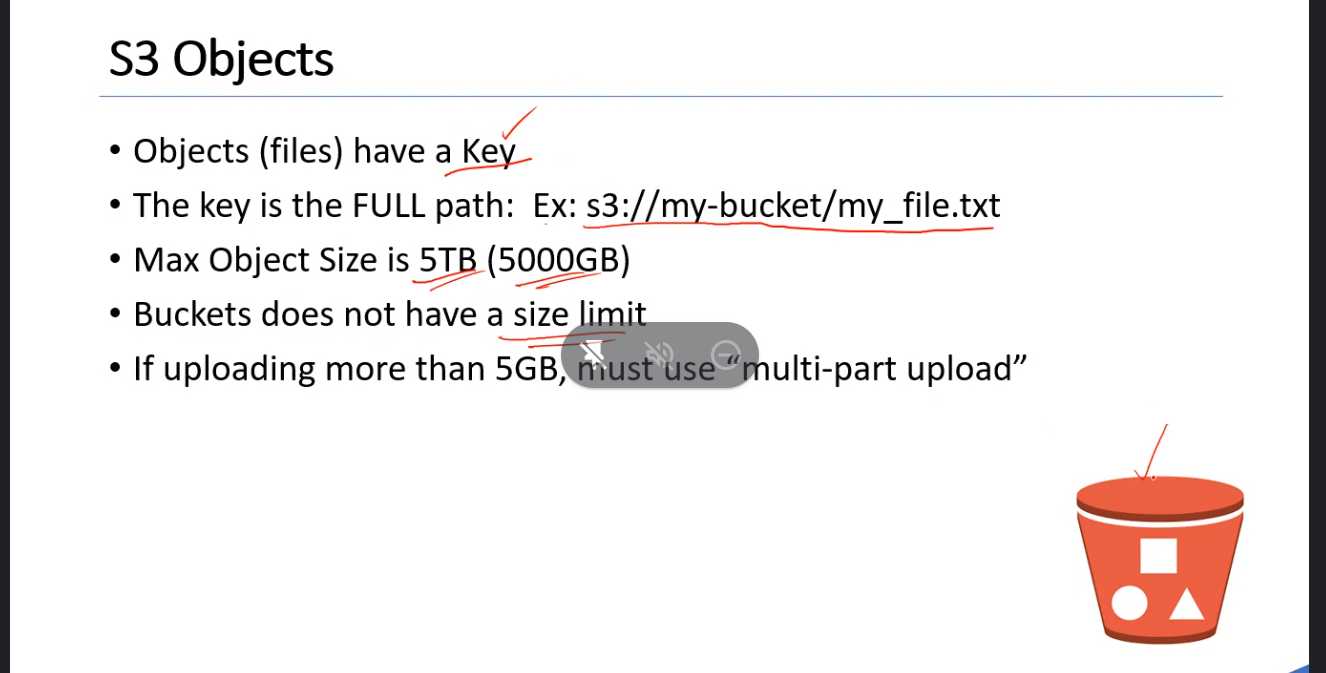 S3 Objects
• Objects (files) have a Key
• The key is the FULL path: Ex: s3://my-bucket/my_file.txt
• Max Object Size is 5TB (5000GB)
• Buckets does not have a size limit
• If uploading more than 5GB, must use “multi-part upload”